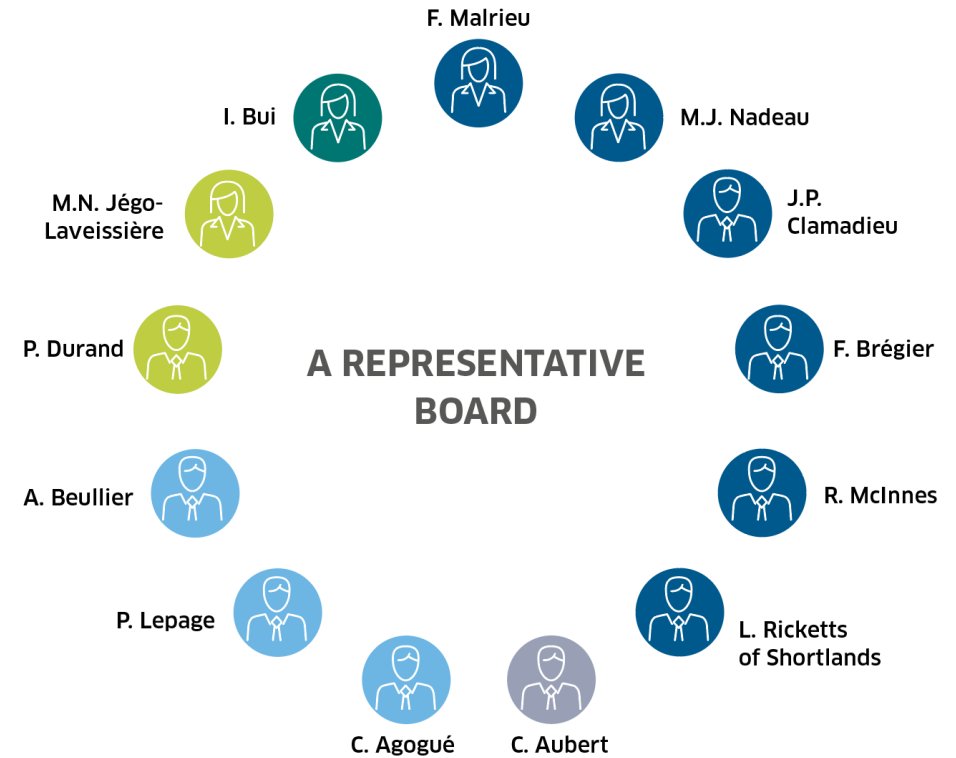 F. Malrieu
I. Bui
M.J. Nadeau
M.N. Jégo-
Laveissière
J.P.
Clamadieu
P. Durand
F. Brégier
A REPRESENTATIVE
BOARD
A. Beullier
R. McInnes
P. Lepage
L. Ricketts
of Shortlands
C. Agogué
C. Aubert